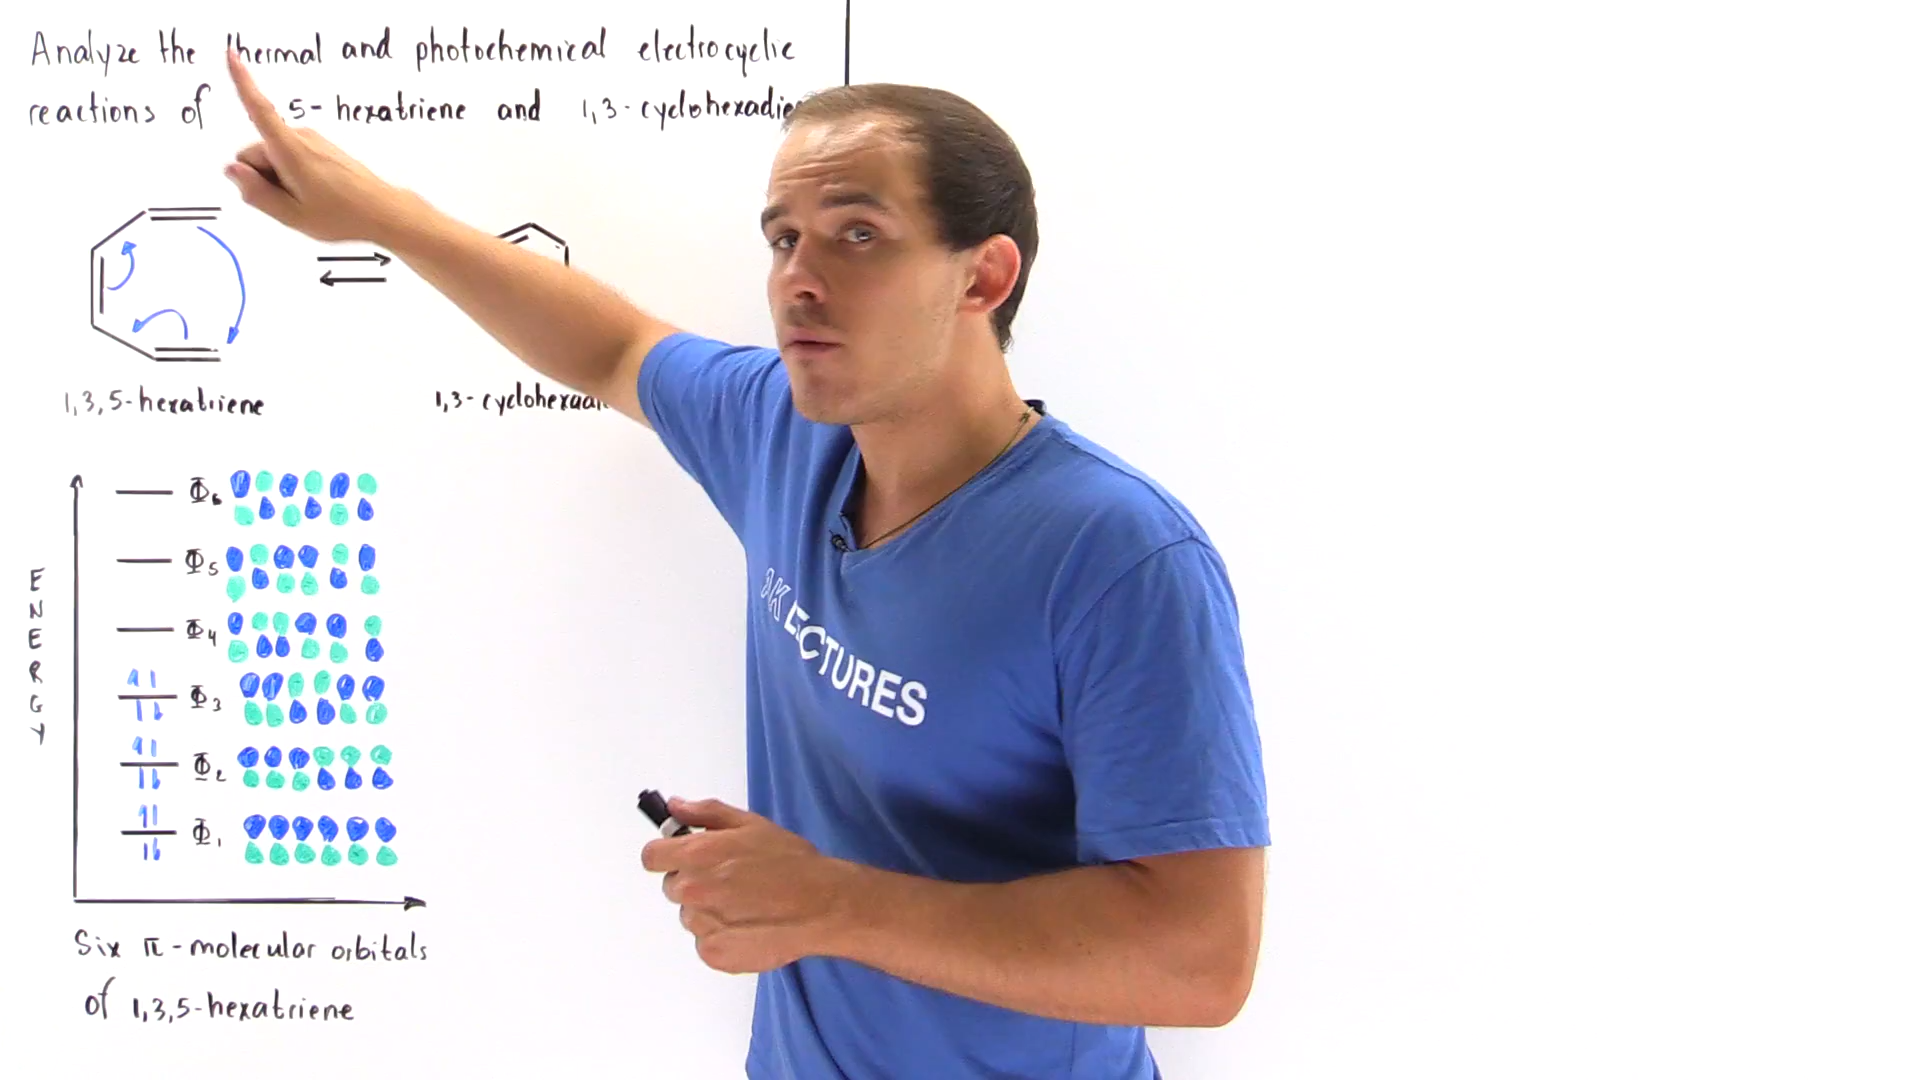 Analyze the thermal and photochemical electrocyclic
reactions of ,5-hexatriene and 1,3-cyclohexadie
1,3,5-hexatriene
1,3-cyclohexad
ENERGY
Φ6
Φ5
Φ4
Φ3
Φ2
Φ1
Six π-molecular orbitals
of 1,3,5-hexatriene
AK LECTURES